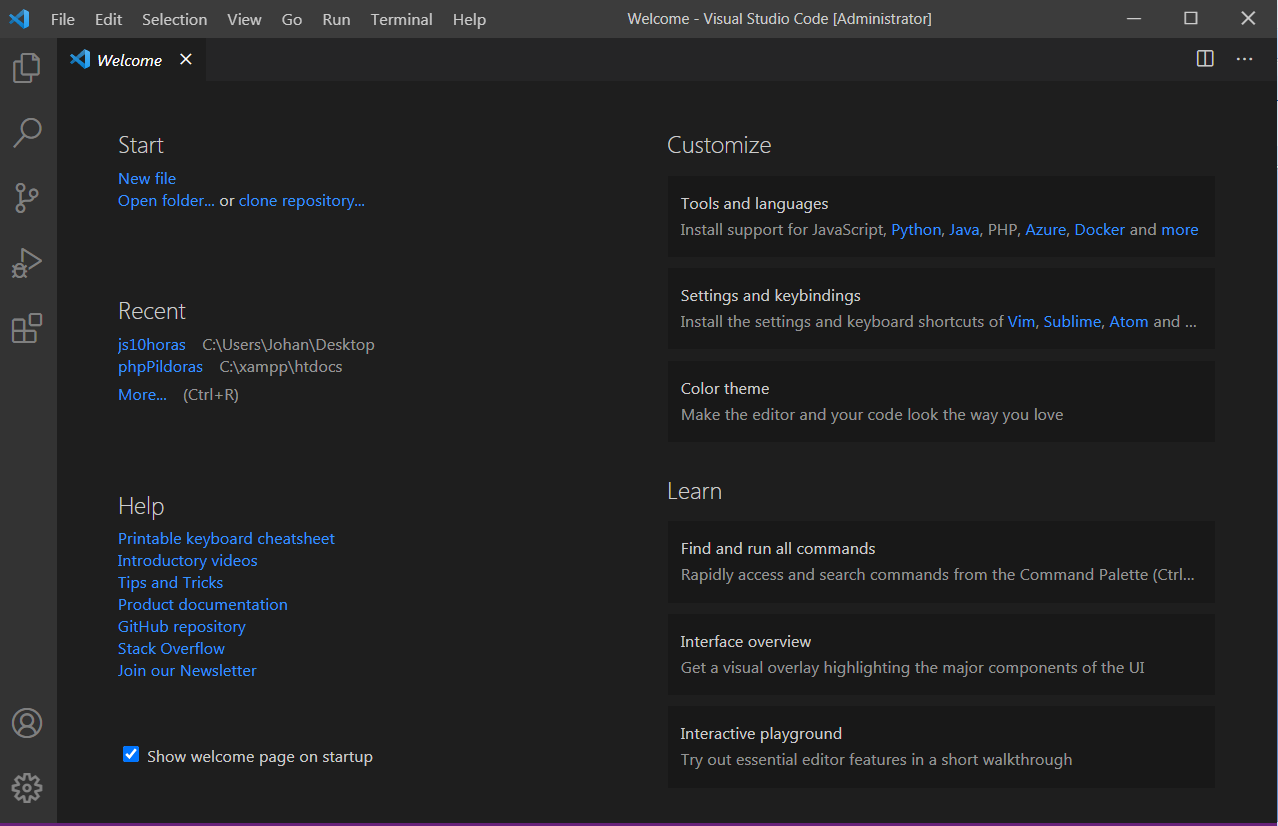 File Edit Selection View Go Run Terminal Help Welcome - Visual Studio Code [Administrator]
Welcome
Start
New file
Open folder... or clone repository...
Recent
js10horas C:\Users\Johan\Desktop
phpPildoras C:\xampp\htdocs
More... (Ctrl+R)
Help
Printable keyboard cheatsheet
Introductory videos
Tips and Tricks
Product documentation
GitHub repository
Stack Overflow
Join our Newsletter
Show welcome page on startup
Customize
Tools and languages
Install support for JavaScript, Python, Java, PHP, Azure, Docker and more
Settings and keybindings
Install the settings and keyboard shortcuts of Vim, Sublime, Atom and ...
Color theme
Make the editor and your code look the way you love
Learn
Find and run all commands
Rapidly access and search commands from the Command Palette (Ctrl...
Interface overview
Get a visual overlay highlighting the major components of the UI
Interactive playground
Try out essential editor features in a short walkthrough